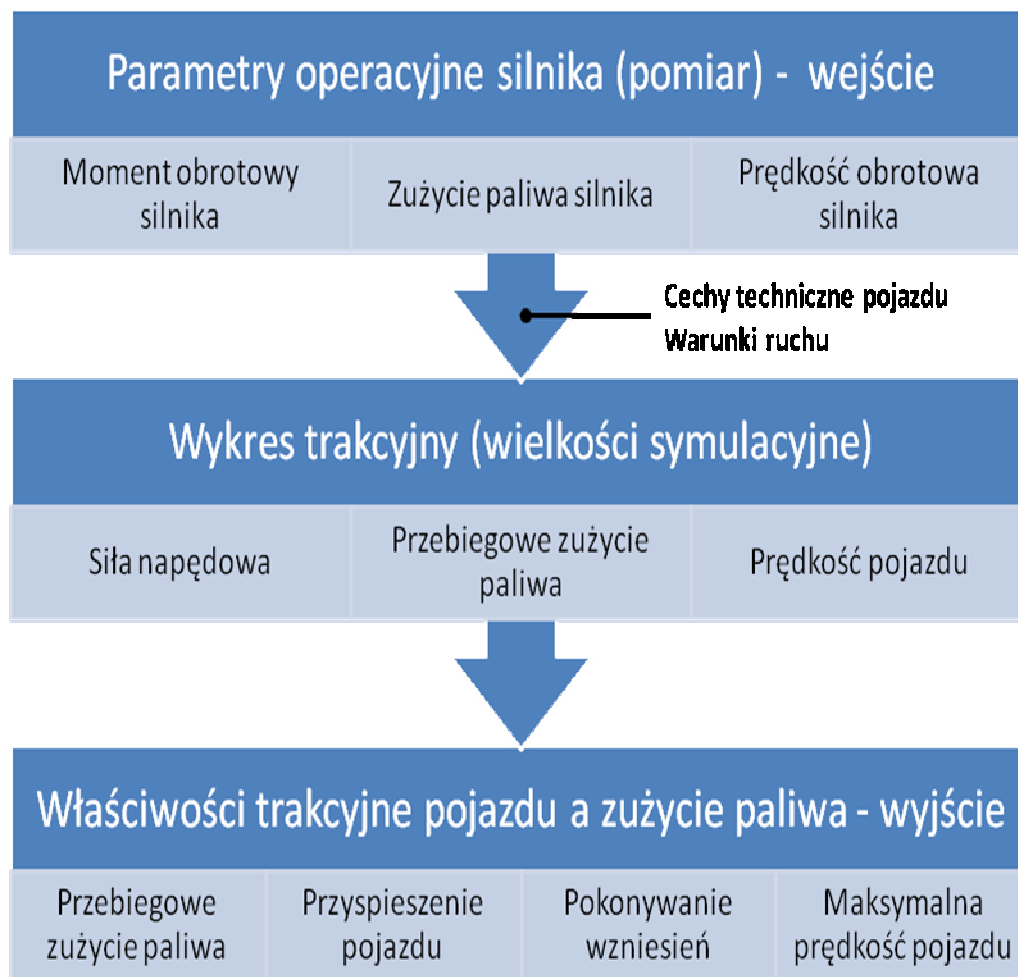 Parametry operacyjne silnika (pomiar) - wejście
Moment obrotowy
silnika
Zużycie paliwa silnika
Prędkość obrotowa
silnika
Cechy techniczne pojazdu
Warunki ruchu
Wykres trakcyjny (wielkości symulacyjne)
Siła napędowa
Przebiegowe zużycie
paliwa
Prędkość pojazdu
Właściwości trakcyjne pojazdu a zużycie paliwa - wyjście
Przebiegowe
zużycie paliwa
Przyspieszenie
pojazdu
Pokonywanie
wzniesień
Maksymalna
prędkość pojazdu